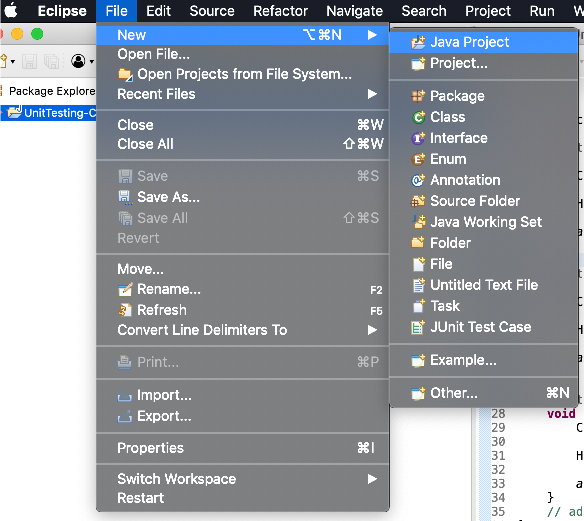 Eclipse File Edit Source Refactor Navigate Search Project Run
New ⌥⌘N
Open File...
Open Projects from File System...
Recent Files
Close ⌘W
Close All ⇧⌘W
Save ⌘S
Save As...
Save All ⇧⌘S
Revert
Move...
Rename... F2
Refresh F5
Convert Line Delimiters To
Print... ⌘P
Import...
Export...
Properties ⌘I
Switch Workspace
Restart
Java Project
Project...
Package
Class
Interface
Enum
Annotation
Source Folder
Java Working Set
Folder
File
Untitled Text File
Task
JUnit Test Case
Example...
Other... ⌘N
Package Explore
UnitTesting-C
28 void
29 C
30
31 H
32
33 a
34 }
35 // ad